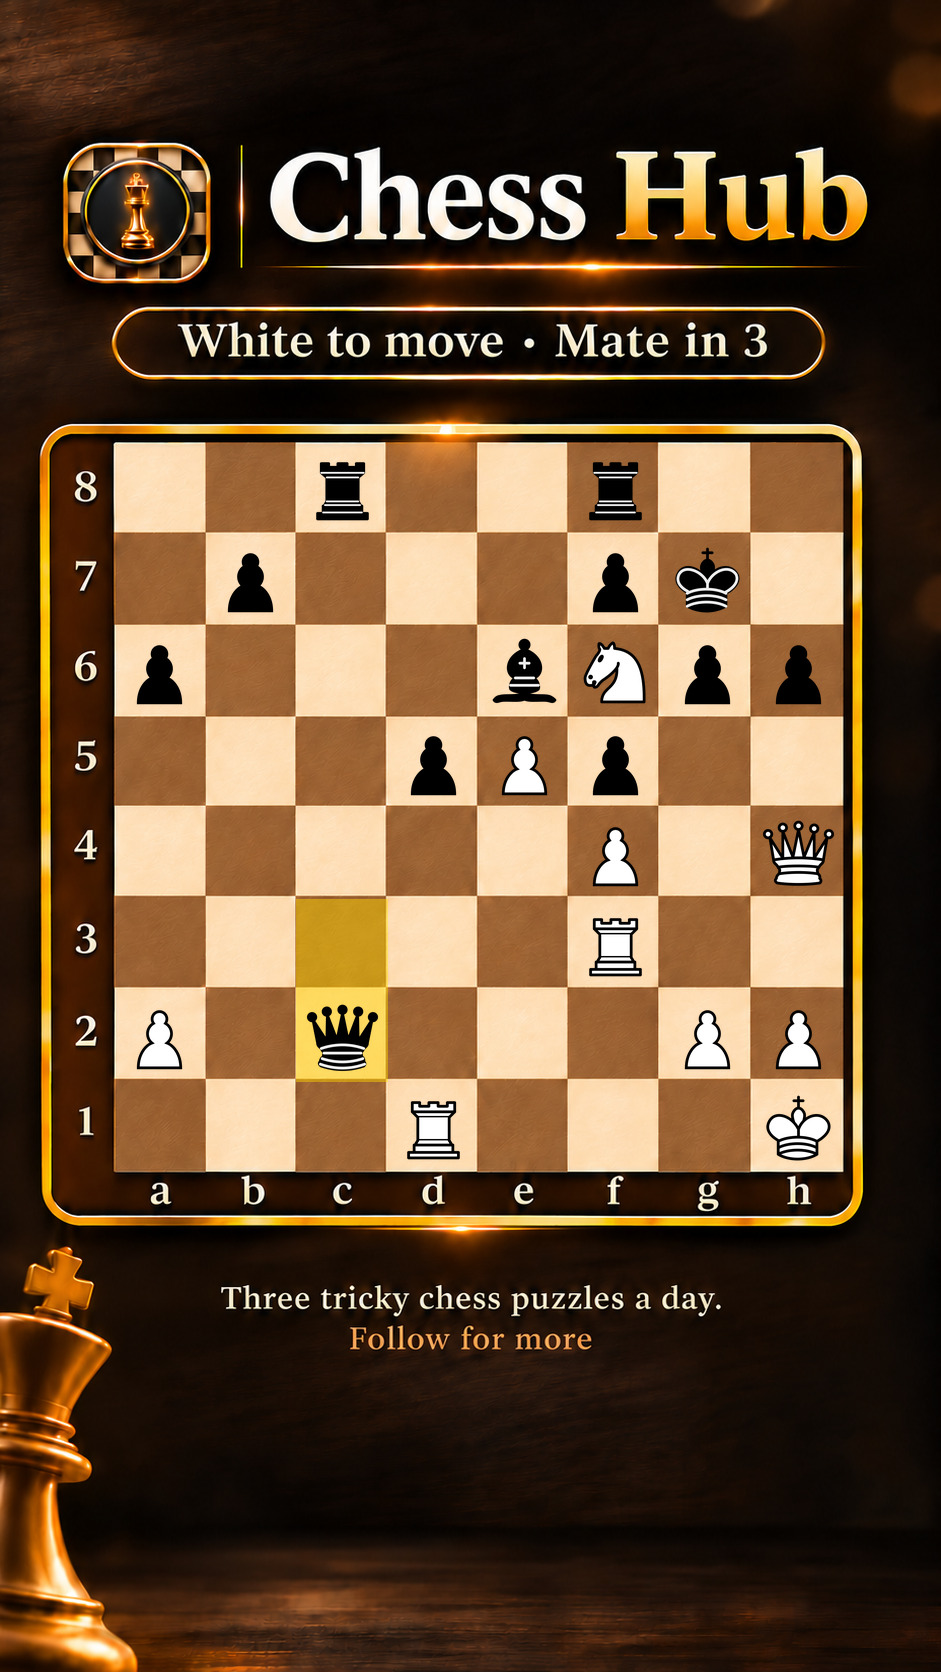 Chess Hub
White to move • Mate in 3
8
7
6
5
4
3
2
1
a b c d e f g h
Three tricky chess puzzles a day.
Follow for more